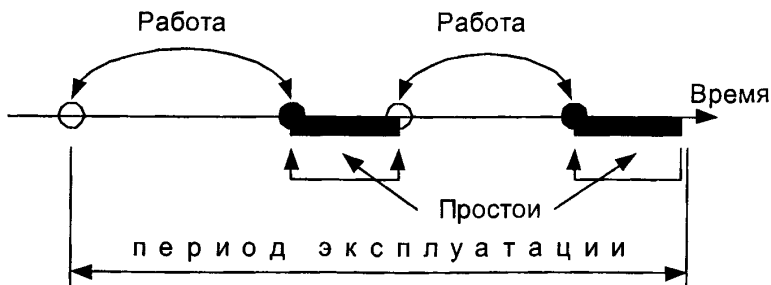 Работа Работа
Время
Простои
период эксплуатации